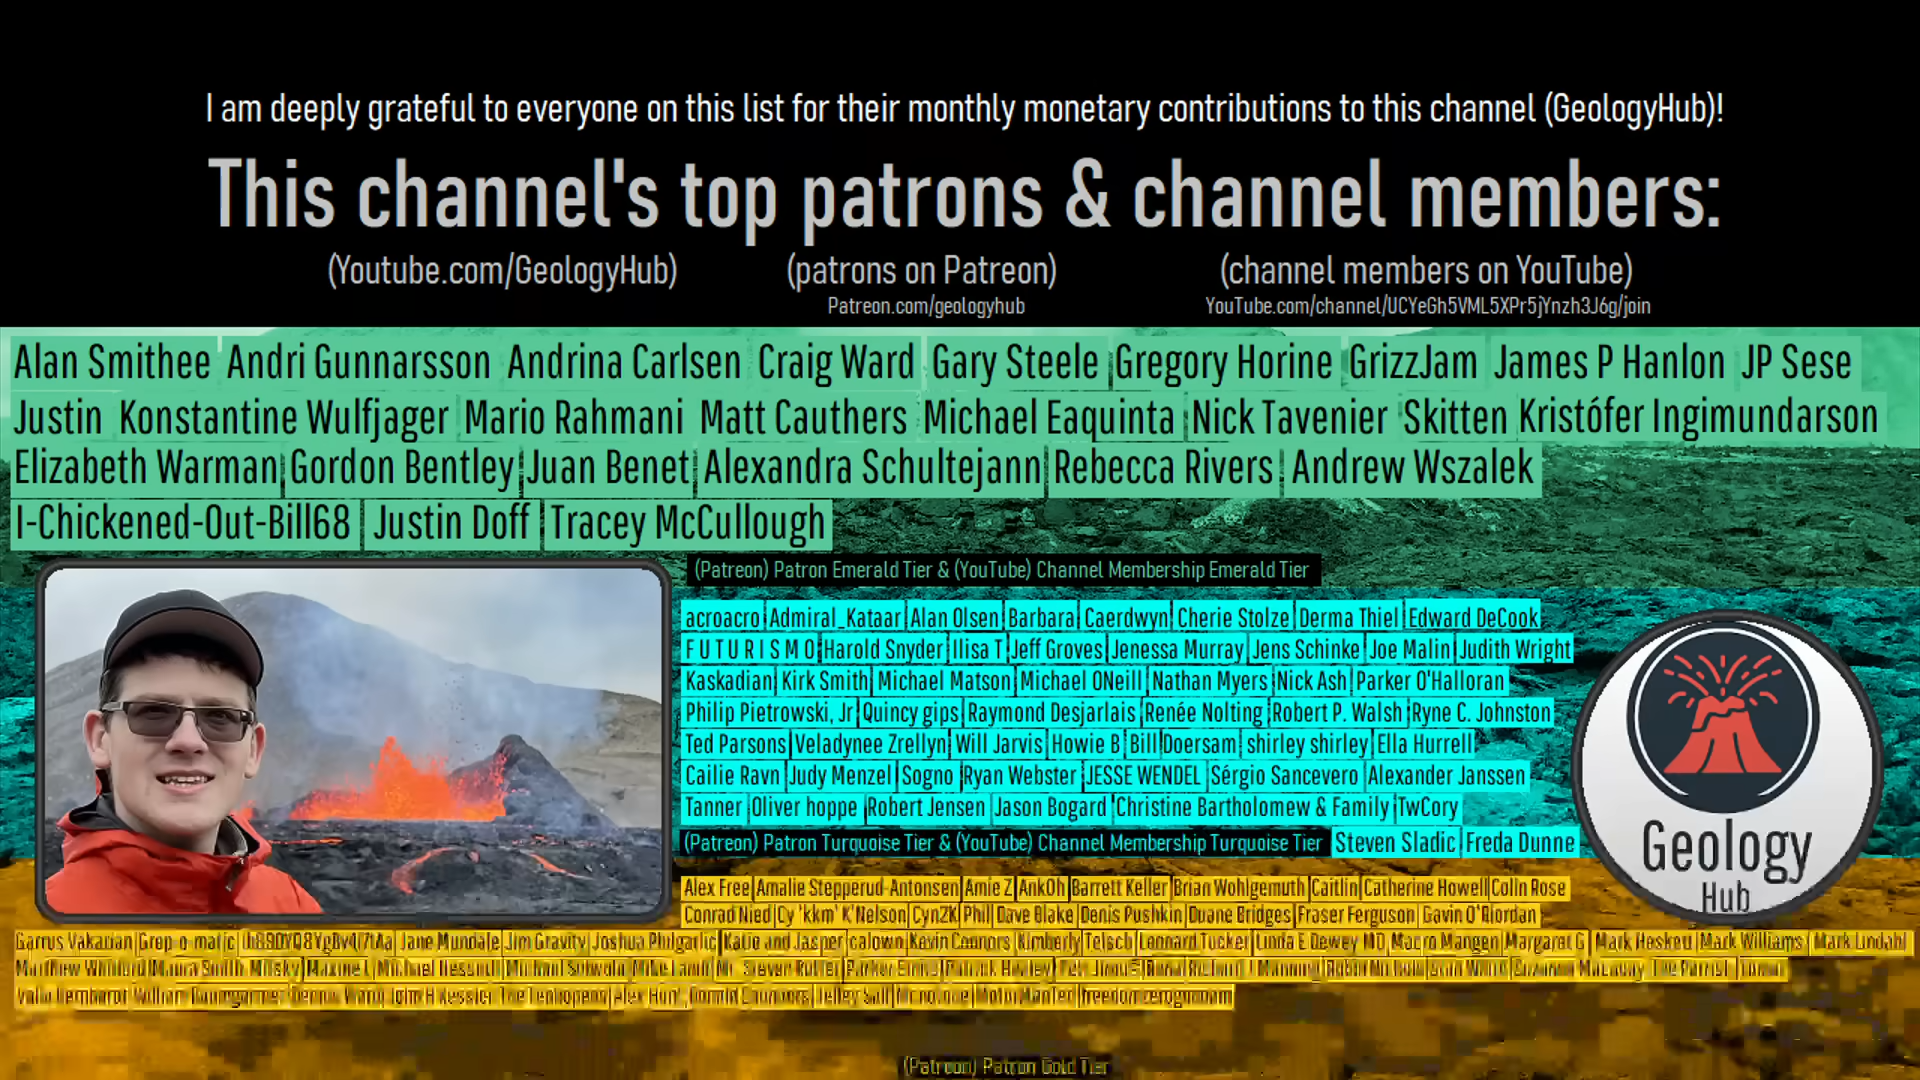 I am deeply grateful to everyone on this list for their monthly monetary contributions to this channel (GeologyHub)!
This channel's top patrons & channel members:
(Youtube.com/GeologyHub) (patrons on Patreon) (channel members on YouTube)
Patreon.com/geologyhub YouTube.com/channel/UCYeGh5VML5XPr5jYnzh3J6g/join
Alan Smithee Andri Gunnarsson Andrina Carlsen Craig Ward Gary Steele Gregory Horine GrizzJam James P Hanlon JP Sese
Justin Konstantine Wulfjager Mario Rahmani Matt Cauthers Michael Eaquinta Nick Tavenier Skitten Kristófer Ingimundarson
Elizabeth Warman Gordon Bentley Juan Benet Alexandra Schultejann Rebecca Rivers Andrew Wszalek
I-Chickened-Out-Bill68 Justin Doff Tracey McCullough
(Patreon) Patron Emerald Tier & (YouTube) Channel Membership Emerald Tier
acroacro Admiral_Kataar Alan Olsen Barbara Caerdwyn Cherie Stolze Derma Thiel Edward DeCook
F U T U R I S M O Harold Snyder Ilisa T Jeff Groves Jenessa Murray Jens Schinke Joe Malin Judith Wright
Kaskadian Kirk Smith Michael Matson Michael ONeill Nathan Myers Nick Ash Parker O'Halloran
Philip Pietrowski, Jr Quincy gips Raymond Desjarlais Renée Nolting Robert P. Walsh Ryne C. Johnston
Ted Parsons Veladynee Zrellyn Will Jarvis Howie B Bill Doersam shirley shirley Ella Hurrell
Cailie Ravn Judy Menzel Sogno Ryan Webster JESSE WENDEL Sérgio Sancevero Alexander Janssen
Tanner Oliver hoppe Robert Jensen Jason Bogard Christine Bartholomew & Family TwCory
(Patreon) Patron Turquoise Tier & (YouTube) Channel Membership Turquoise Tier Steven Sladic Freda Dunne
Geology
Hub
Alex Free Amalie Stepperud-Antonsen Amie Z AnkOh Barrett Keller Brian Wohlgemuth Caitlin Catherine Howell Colin Rose
Conrad Nied Cy 'kkm' K'Nelson Cyn2K Phil Dave Blake Denis Pushkin Duane Bridges Fraser Ferguson Gavin O'Riordan
Garrus Vakarian Grep-o-matic Jane Mundale Jim Gravity Joshua Philgarlic Katie and Jasper calown Kevin Connors Kimberly Telsch Leonard Tucker Linda E Dewey MD Marco Mangen Margaret G Mark Heskett Mark Williams Mark Lindahl
(Patreon) Patron Gold Tier